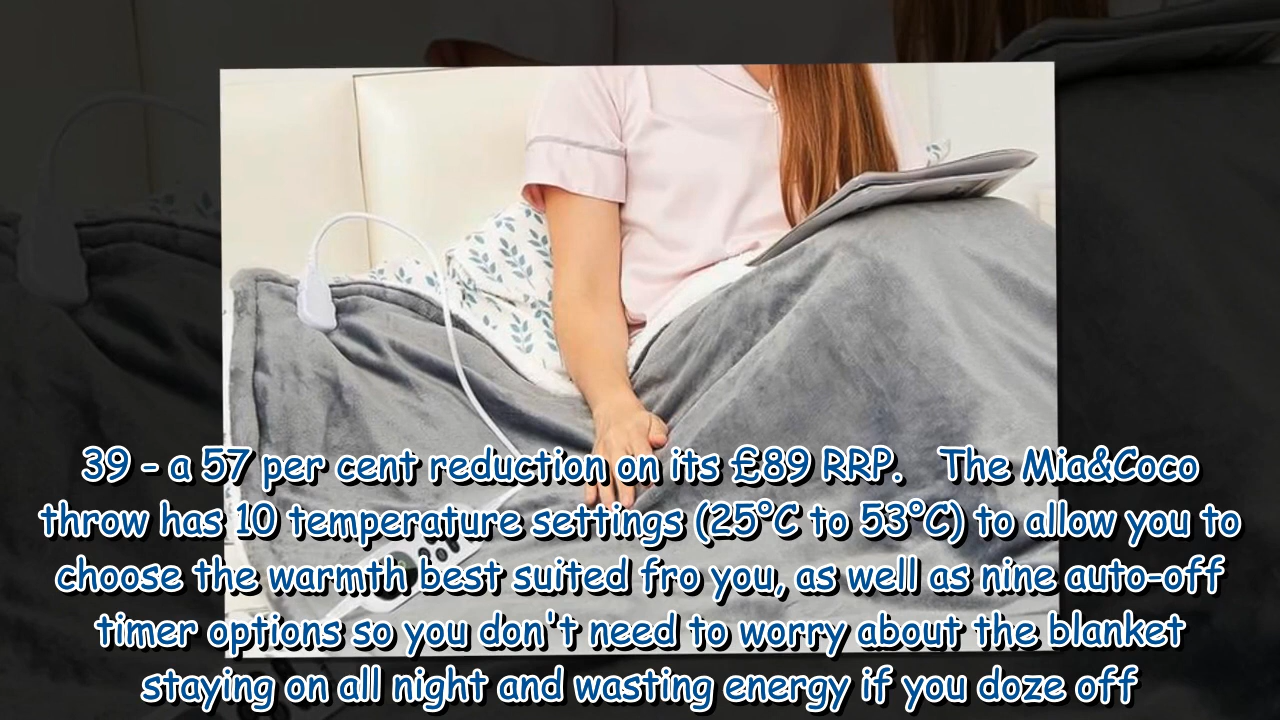 39 - a 57 per cent reduction on its £89 RRP.   The Mia&Coco
throw has 10 temperature settings (25°C to 53°C) to allow you to
choose the warmth best suited fro you, as well as nine auto-off
timer options so you don't need to worry about the blanket
staying on all night and wasting energy if you doze off